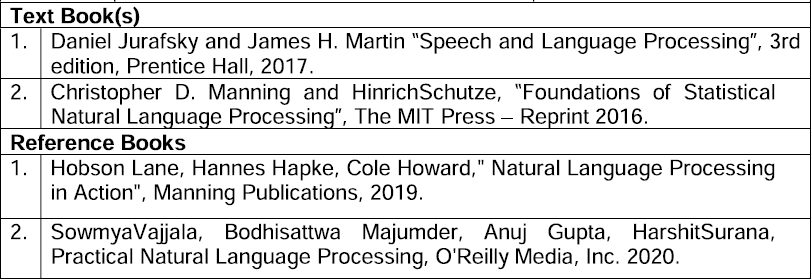 Text Book(s)
1. Daniel Jurafsky and James H. Martin “Speech and Language Processing”, 3rd
edition, Prentice Hall, 2017.
2. Christopher D. Manning and HinrichSchutze, “Foundations of Statistical
Natural Language Processing”, The MIT Press – Reprint 2016.
Reference Books
1. Hobson Lane, Hannes Hapke, Cole Howard," Natural Language Processing
in Action", Manning Publications, 2019.
2. SowmyaVajjala, Bodhisattwa Majumder, Anuj Gupta, HarshitSurana,
Practical Natural Language Processing, O'Reilly Media, Inc. 2020.